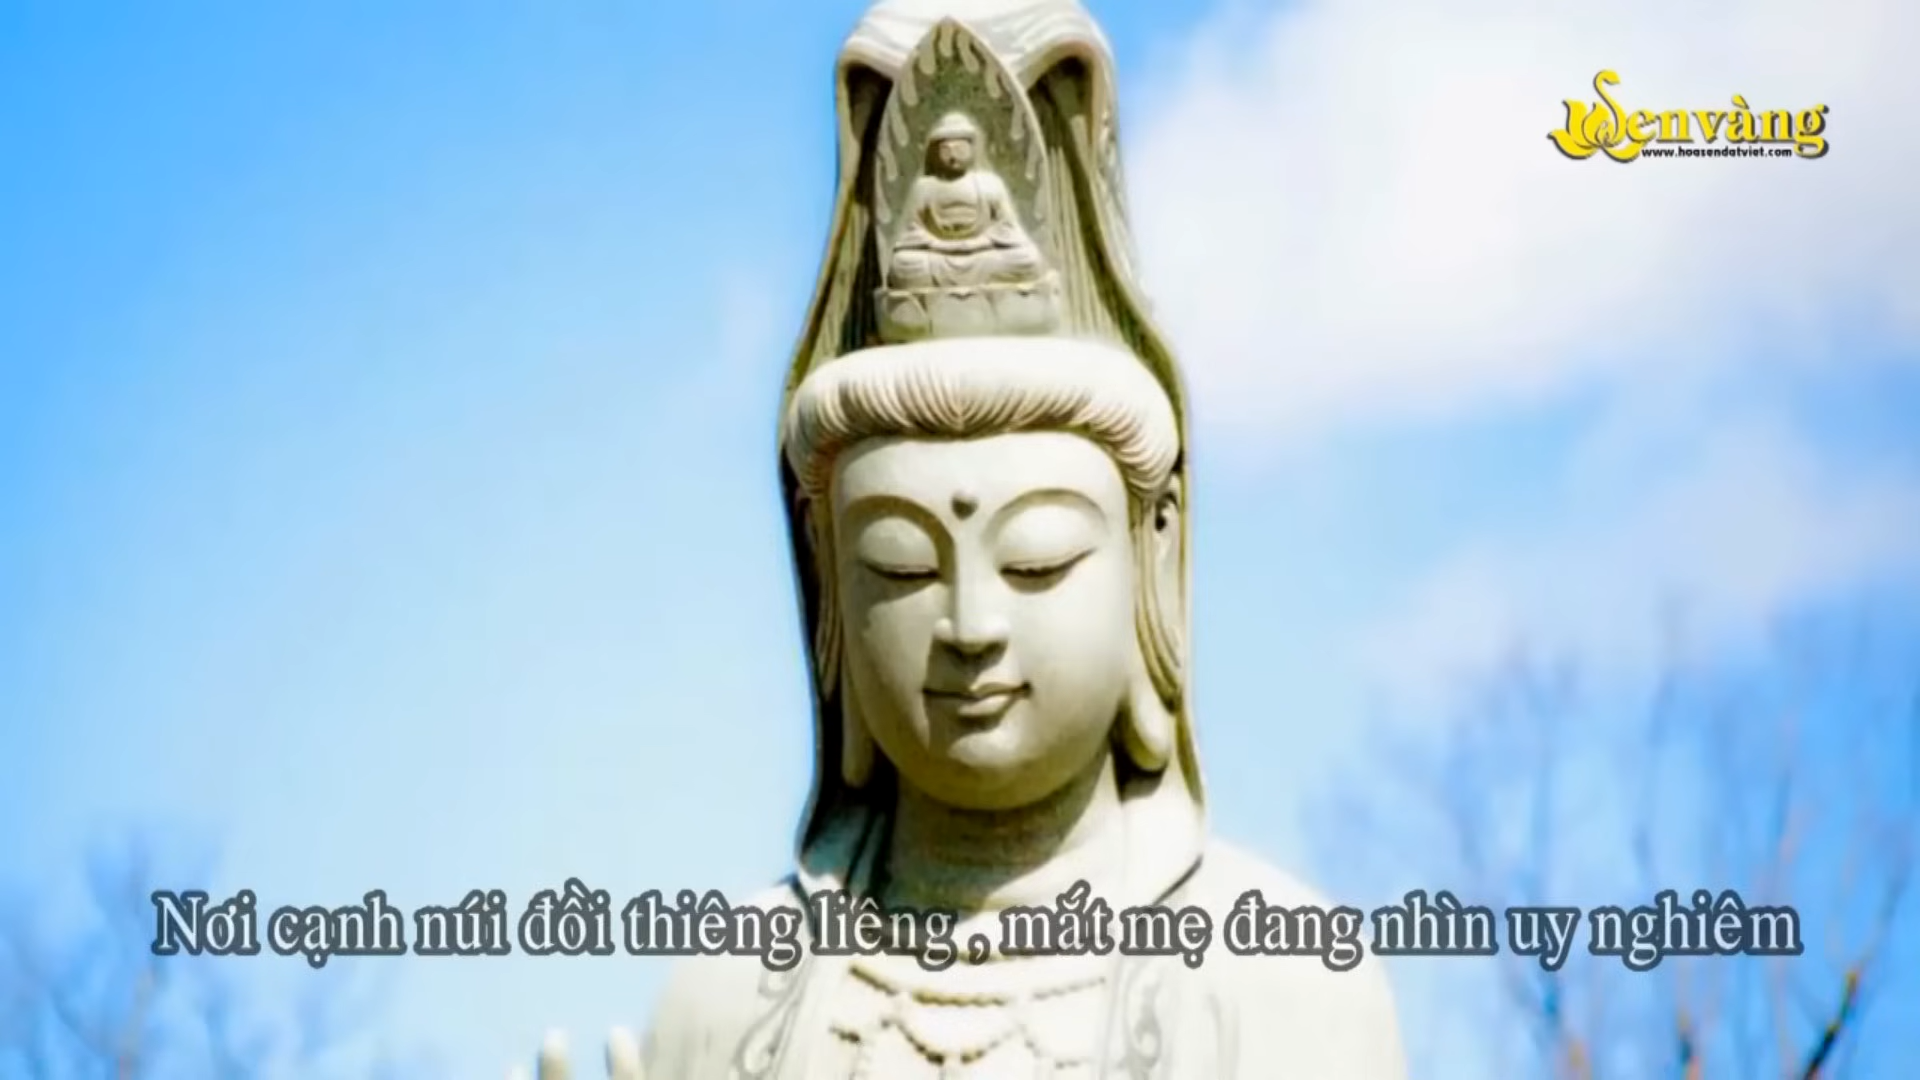 Senvàng
www.hoasendatviet.com
Nơi cạnh núi đồi thiêng liêng , mắt mẹ đang nhìn uy nghiêm